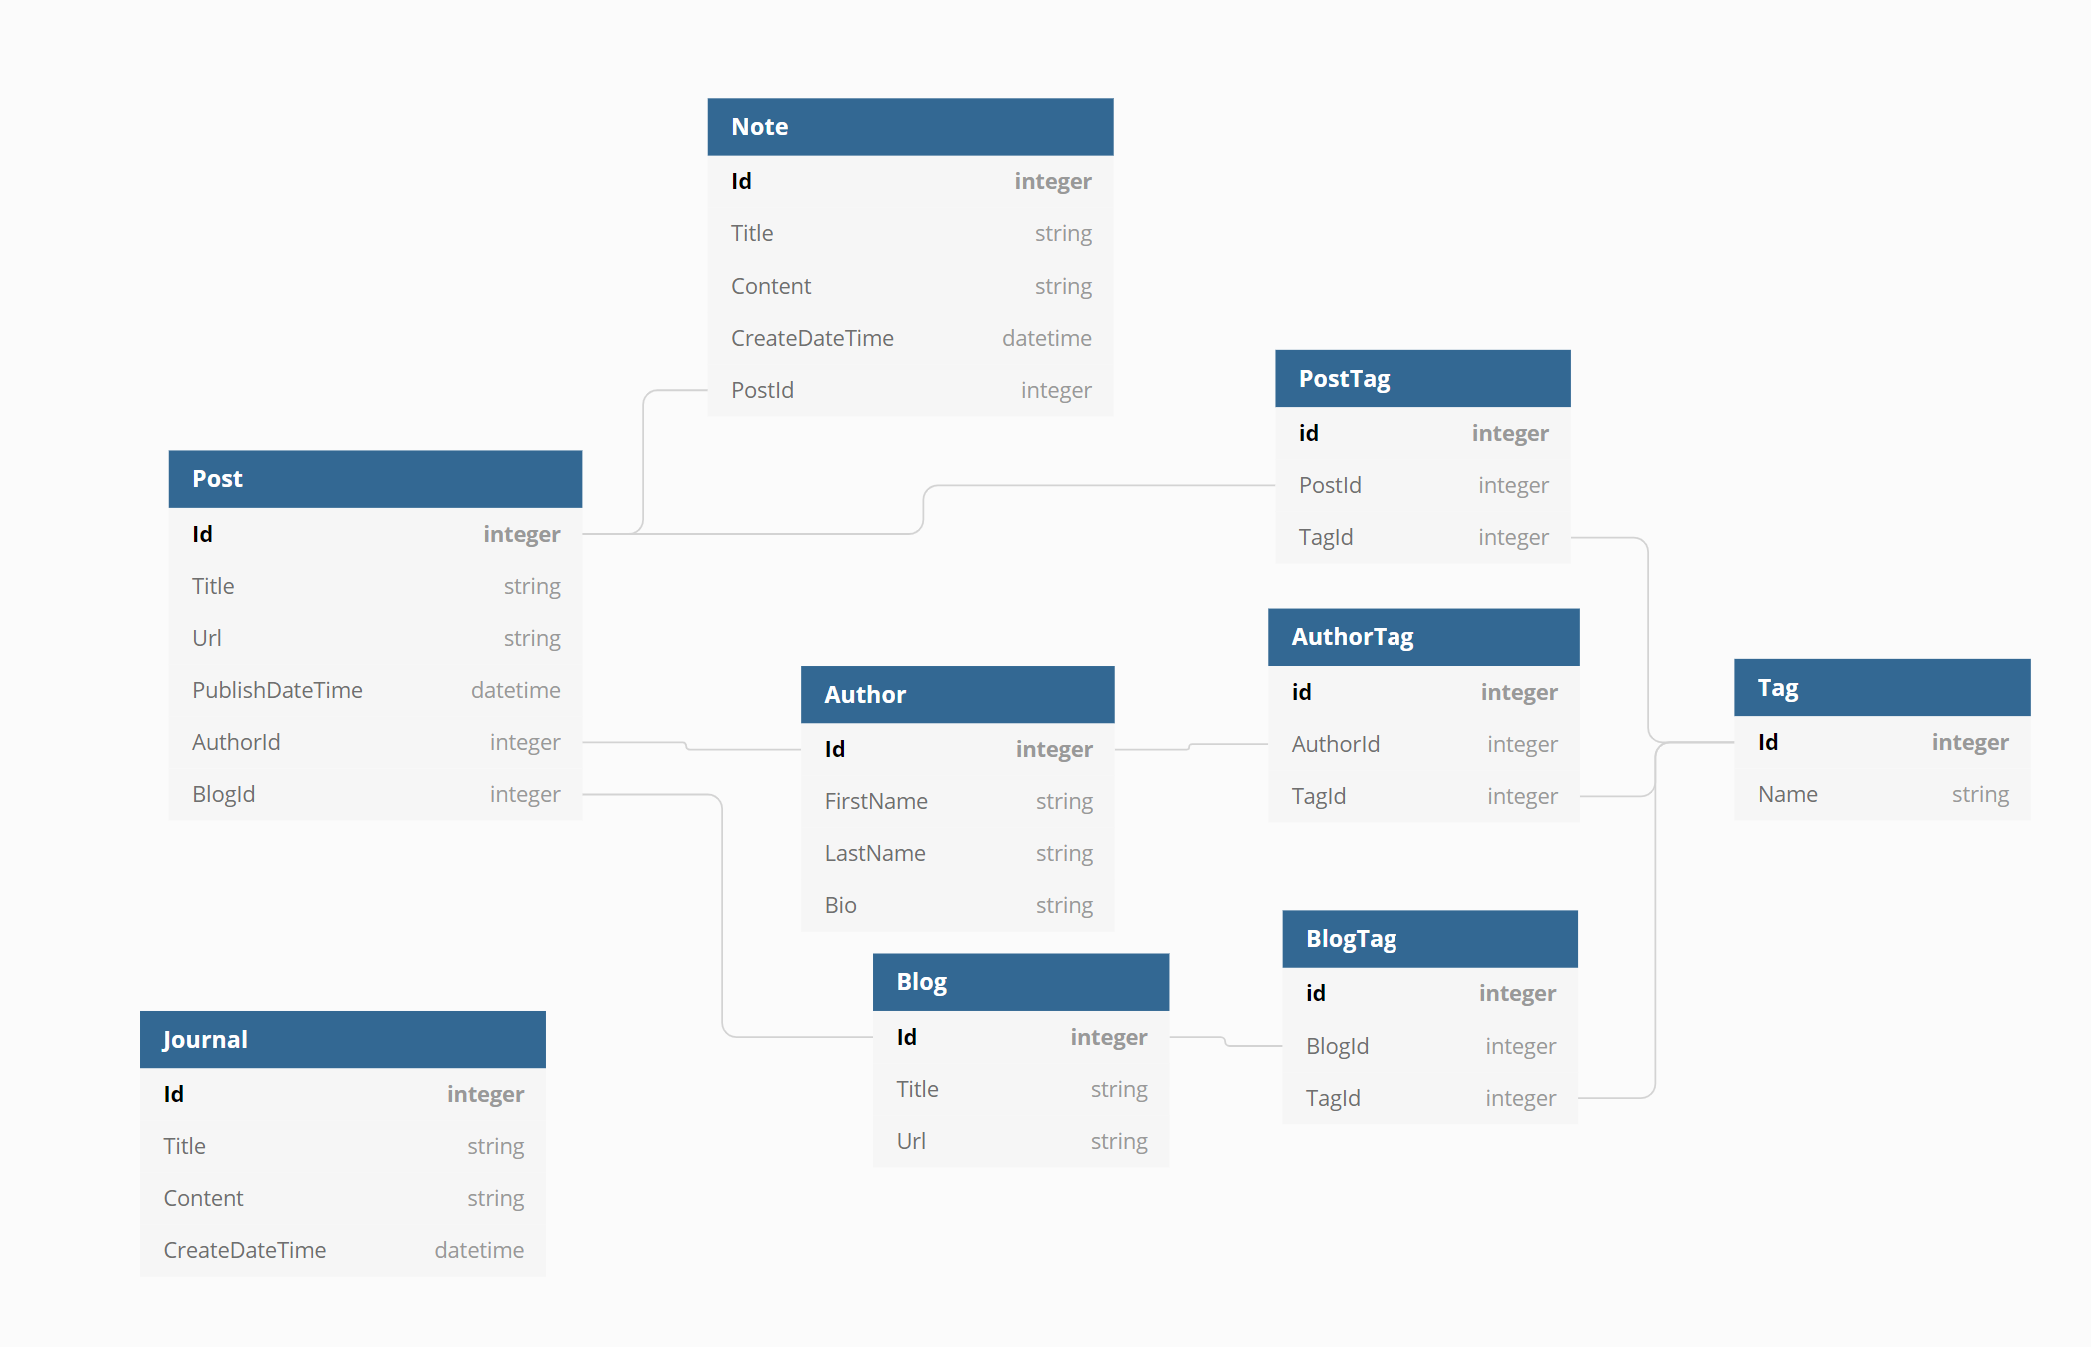 Note
Id integer
Title string
Content string
CreateDateTime datetime
PostId integer
PostTag
id integer
PostId integer
TagId integer
Post
Id integer
Title string
Url string
PublishDateTime datetime
AuthorId integer
BlogId integer
AuthorTag
id integer
AuthorId integer
TagId integer
Author
Id integer
FirstName string
LastName string
Bio string
Tag
Id integer
Name string
BlogTag
id integer
BlogId integer
TagId integer
Blog
Id integer
Title string
Url string
Journal
Id integer
Title string
Content string
CreateDateTime datetime